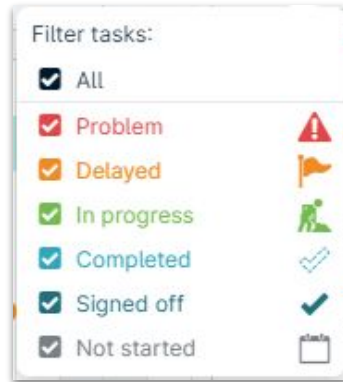 Filter tasks:
All
Problem
Delayed
In progress
Completed
Signed off
Not started